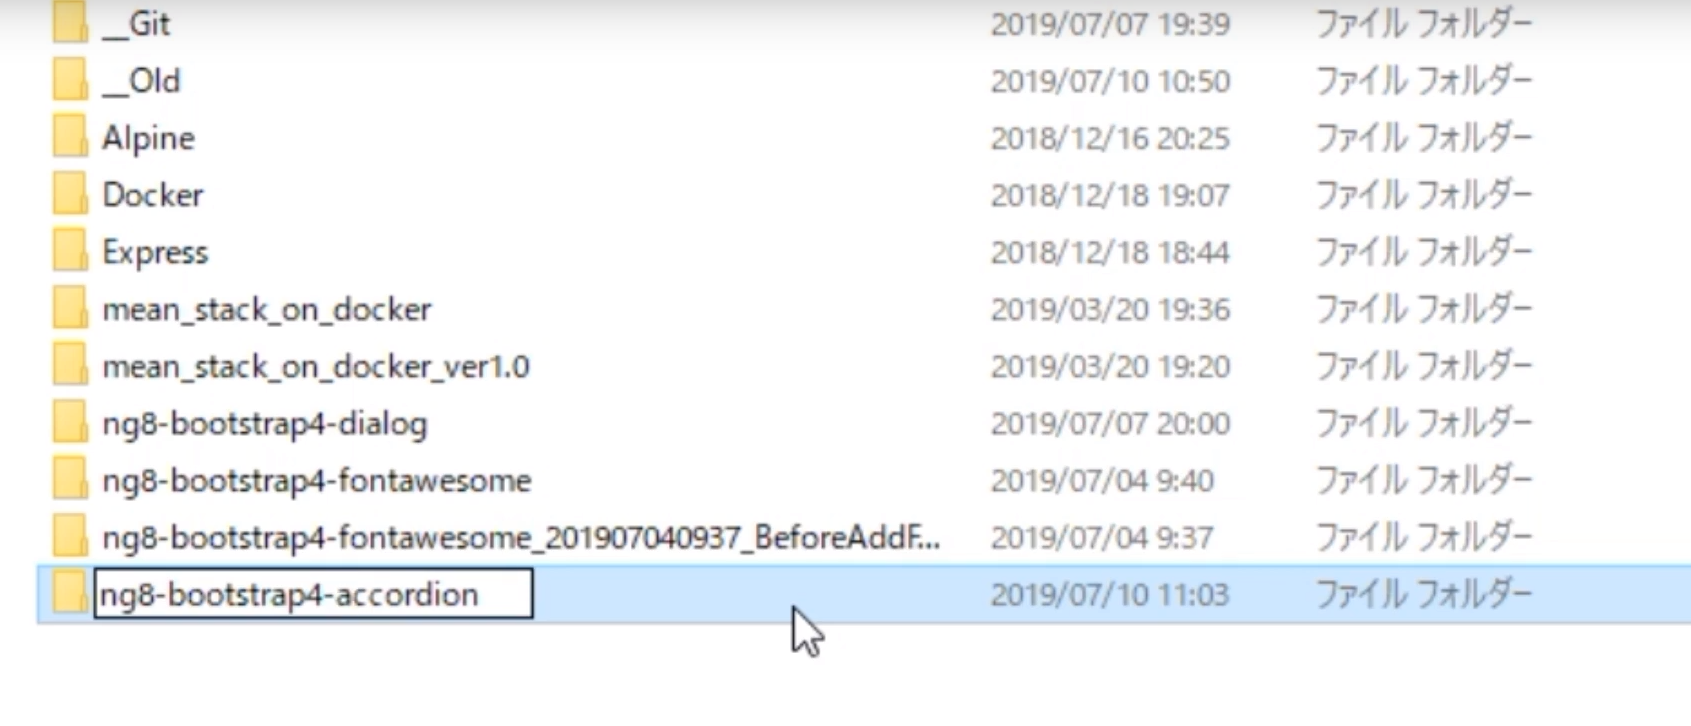 __Git 2019/07/07 19:39 ファイル フォルダー
__Old 2019/07/10 10:50 ファイル フォルダー
Alpine 2018/12/16 20:25 ファイル フォルダー
Docker 2018/12/18 19:07 ファイル フォルダー
Express 2018/12/18 18:44 ファイル フォルダー
mean_stack_on_docker 2019/03/20 19:36 ファイル フォルダー
mean_stack_on_docker_ver1.0 2019/03/20 19:20 ファイル フォルダー
ng8-bootstrap4-dialog 2019/07/07 20:00 ファイル フォルダー
ng8-bootstrap4-fontawesome 2019/07/04 9:40 ファイル フォルダー
ng8-bootstrap4-fontawesome_201907040937_BeforeAddF... 2019/07/04 9:37 ファイル フォルダー
ng8-bootstrap4-accordion 2019/07/10 11:03 ファイル フォルダー